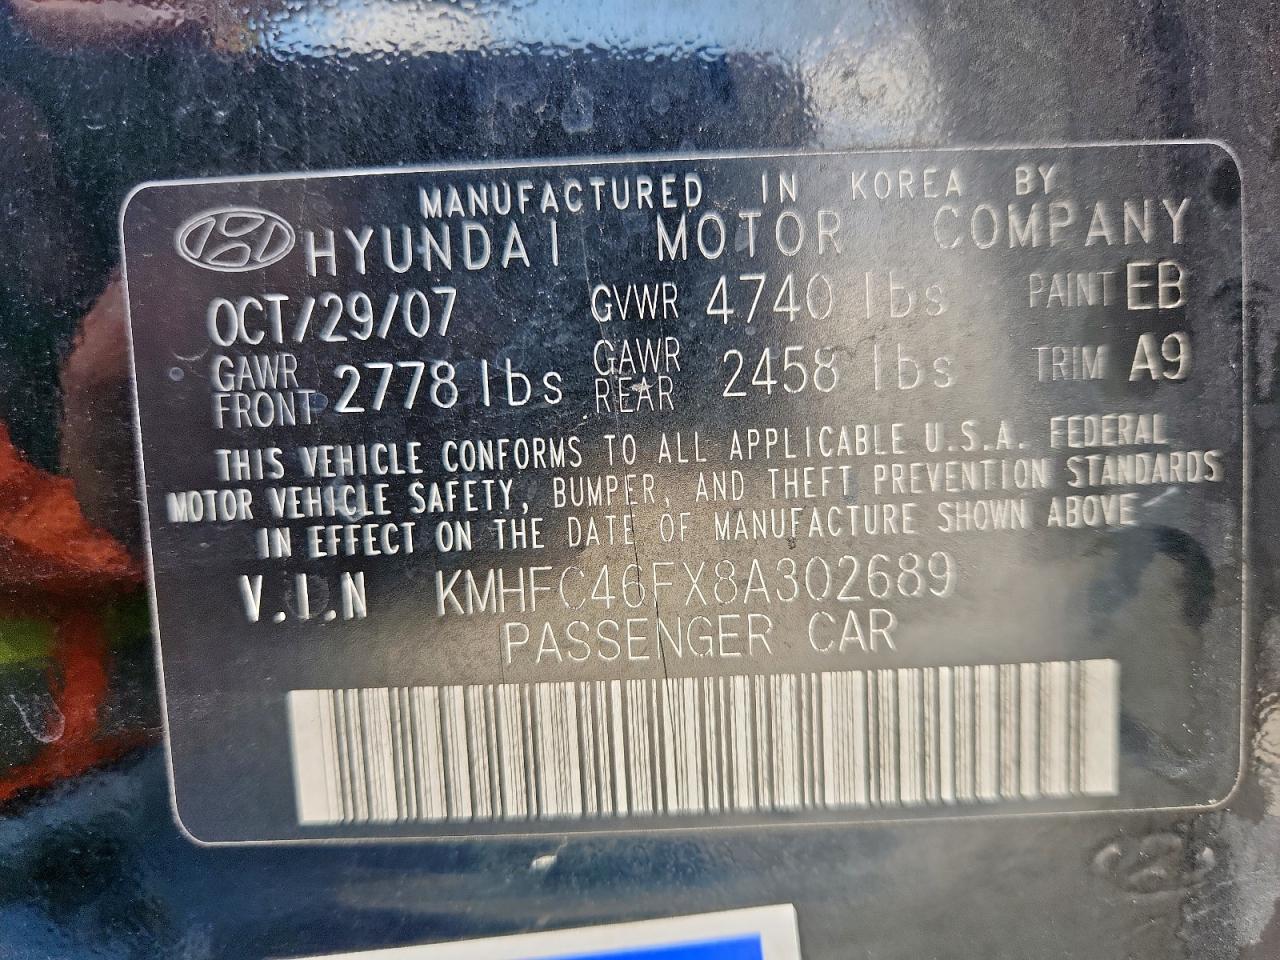 MANUFACTURED IN KOREA BY
HYUNDAI MOTOR COMPANY
OCT/29/07 GVWR 4740 lbs PAINT EB
GAWR FRONT 2778 lbs GAWR REAR 2458 lbs TRIM A9
THIS VEHICLE CONFORMS TO ALL APPLICABLE U.S.A. FEDERAL
MOTOR VEHICLE SAFETY, BUMPER, AND THEFT PREVENTION STANDARDS
IN EFFECT ON THE DATE OF MANUFACTURE SHOWN ABOVE
V.I.N KMHFC46FX8A302689
PASSENGER CAR